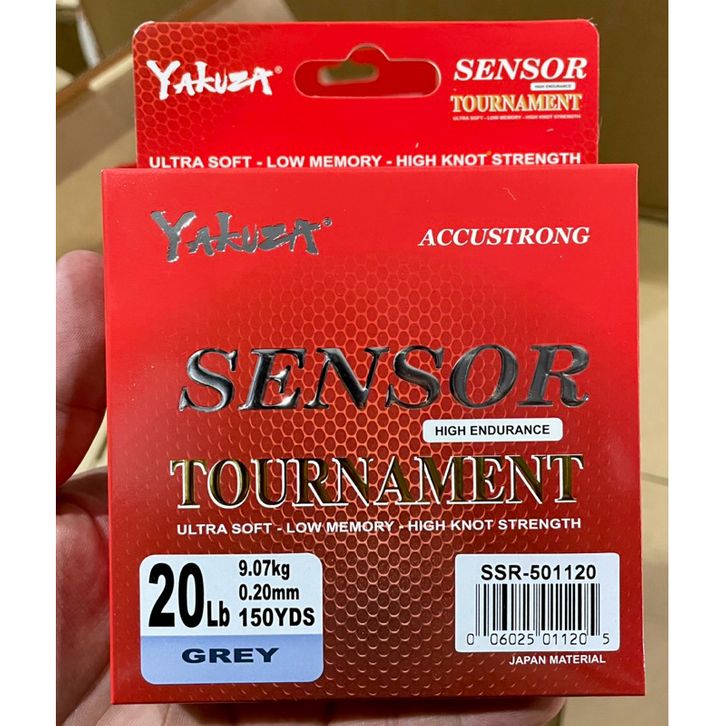 YAKUZA®
SENSOR
HIGH ENDURANCE
TOURNAMENT
ULTRA SOFT - LOW MEMORY - HIGH KNOT STRENGTH
ULTRA SOFT - LOW MEMORY - HIGH KNOT STRENGTH
YAKUZA®
ACCUSTRONG
SENSOR
HIGH ENDURANCE
TOURNAMENT
ULTRA SOFT - LOW MEMORY - HIGH KNOT STRENGTH
20Lb
9.07kg
0.20mm
150YDS
GREY
SSR-501120
0 06025 01120 5
JAPAN MATERIAL